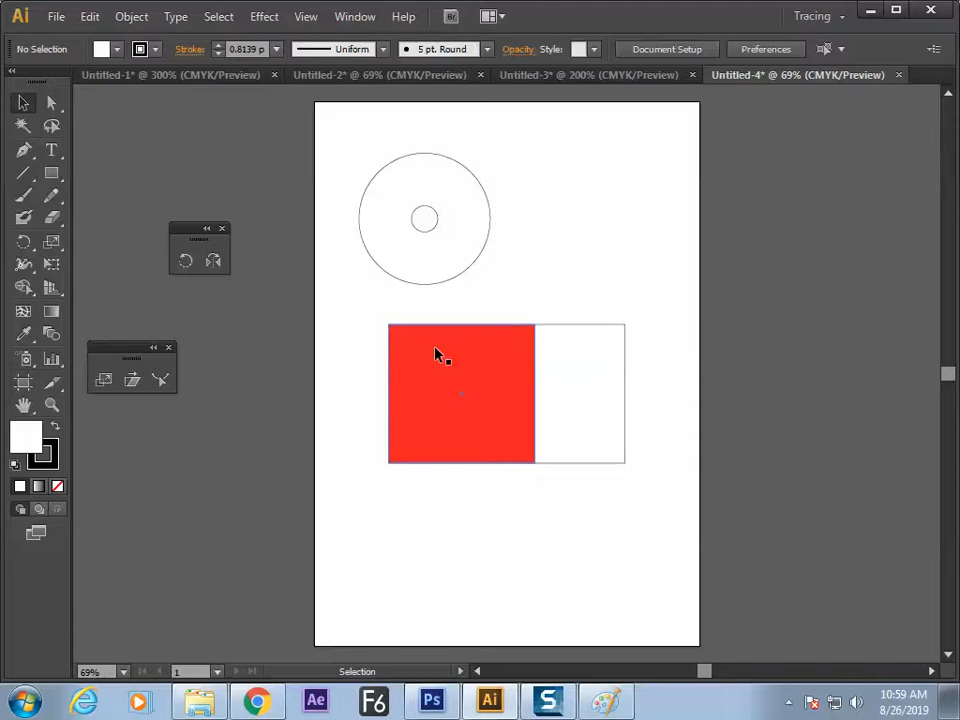 Ai File Edit Object Type Select Effect View Window Help Br Tracing
No Selection Stroke: 0.8139 p Uniform 5 pt. Round Opacity: Style: Document Setup Preferences
Untitled-1* @ 300% (CMYK/Preview) Untitled-2* @ 69% (CMYK/Preview) Untitled-3* @ 200% (CMYK/Preview) Untitled-4* @ 69% (CMYK/Preview)
69% 1 Selection
Ae F6 Ps Ai S
10:59 AM
8/26/2019